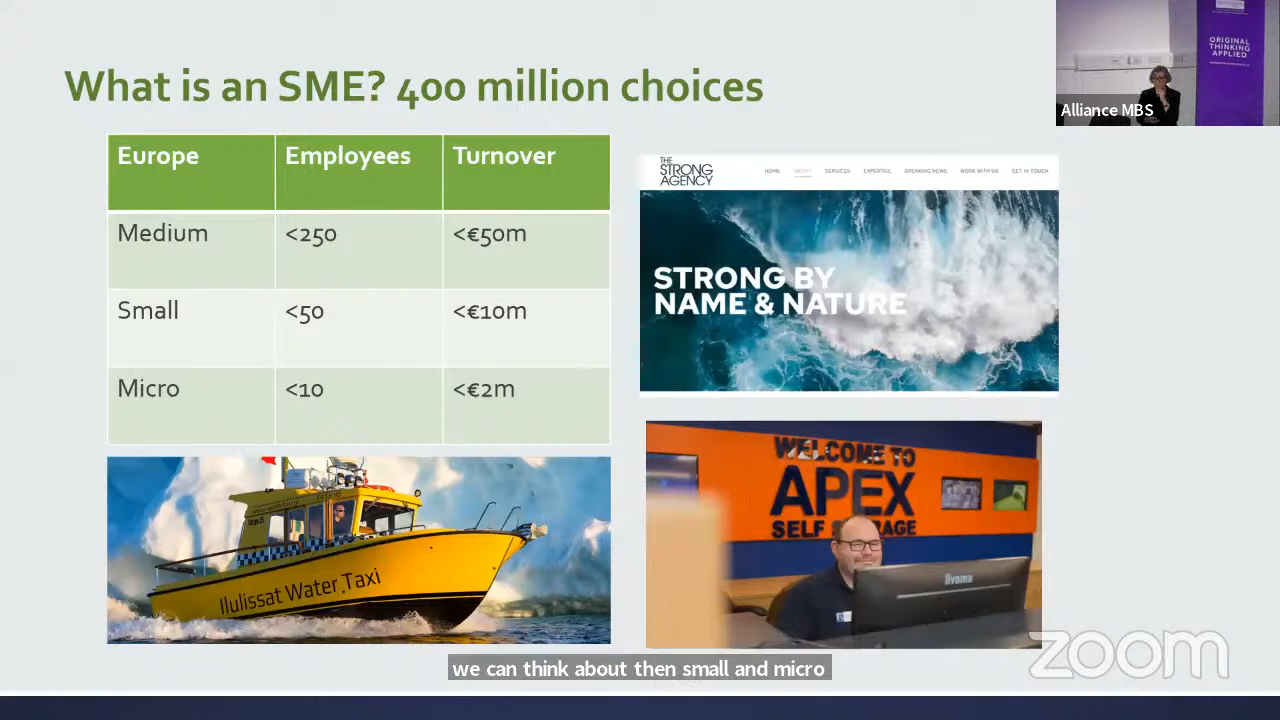 What is an SME? 400 million choices
ORIGINAL
THINKING
APPLIED
Alliance MBS
Europe Employees Turnover
Medium <250 <€50m
Small <50 <€10m
Micro <10 <€2m
THE
STRONG
AGENCY
HOME ABOUT SERVICES EXPERTISE BREAKING NEWS WORK WITH US GET IN TOUCH
STRONG BY
NAME & NATURE
Ilulissat Water Taxi
WELCOME TO
APEX
SELF STORAGE
iiyama
zoom
we can think about then small and micro